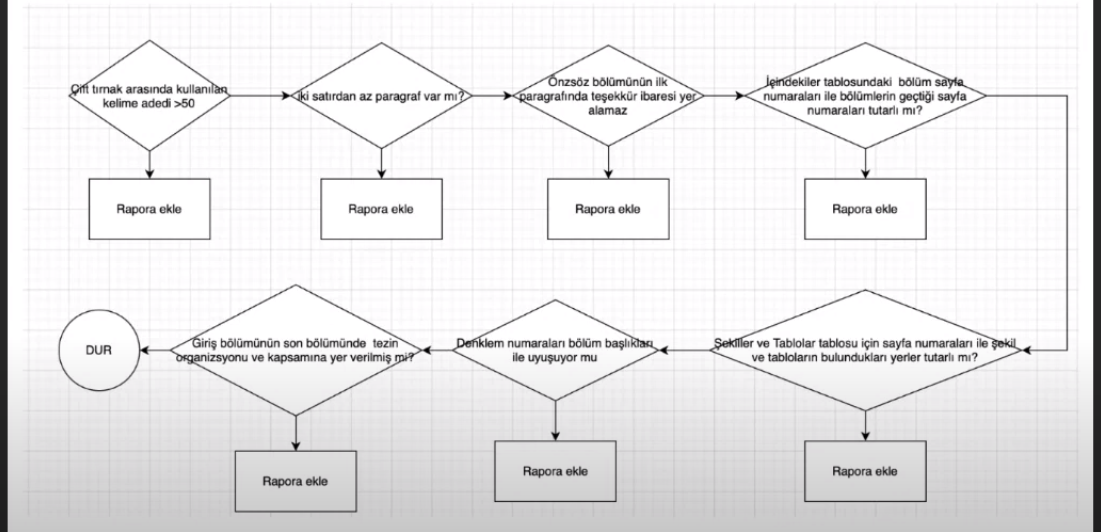 Çift tırnak arasında kullanılan
kelime adedi >50
iki satırdan az paragraf var mı?
Önzsöz bölümünün ilk
paragrafında teşekkür ibaresi yer
alamaz
İçindekiler tablosundaki bölüm sayfa
numaraları ile bölümlerin geçtiği sayfa
numaraları tutarlı mı?
Rapora ekle
Rapora ekle
Rapora ekle
Rapora ekle
DUR
Giriş bölümünün son bölümünde tezin
organizsyonu ve kapsamına yer verilmiş mi?
Denklem numaraları bölüm başlıkları
ile uyuşuyor mu
Şekiller ve Tablolar tablosu için sayfa numaraları ile şekil
ve tabloların bulundukları yerler tutarlı mı?
Rapora ekle
Rapora ekle
Rapora ekle